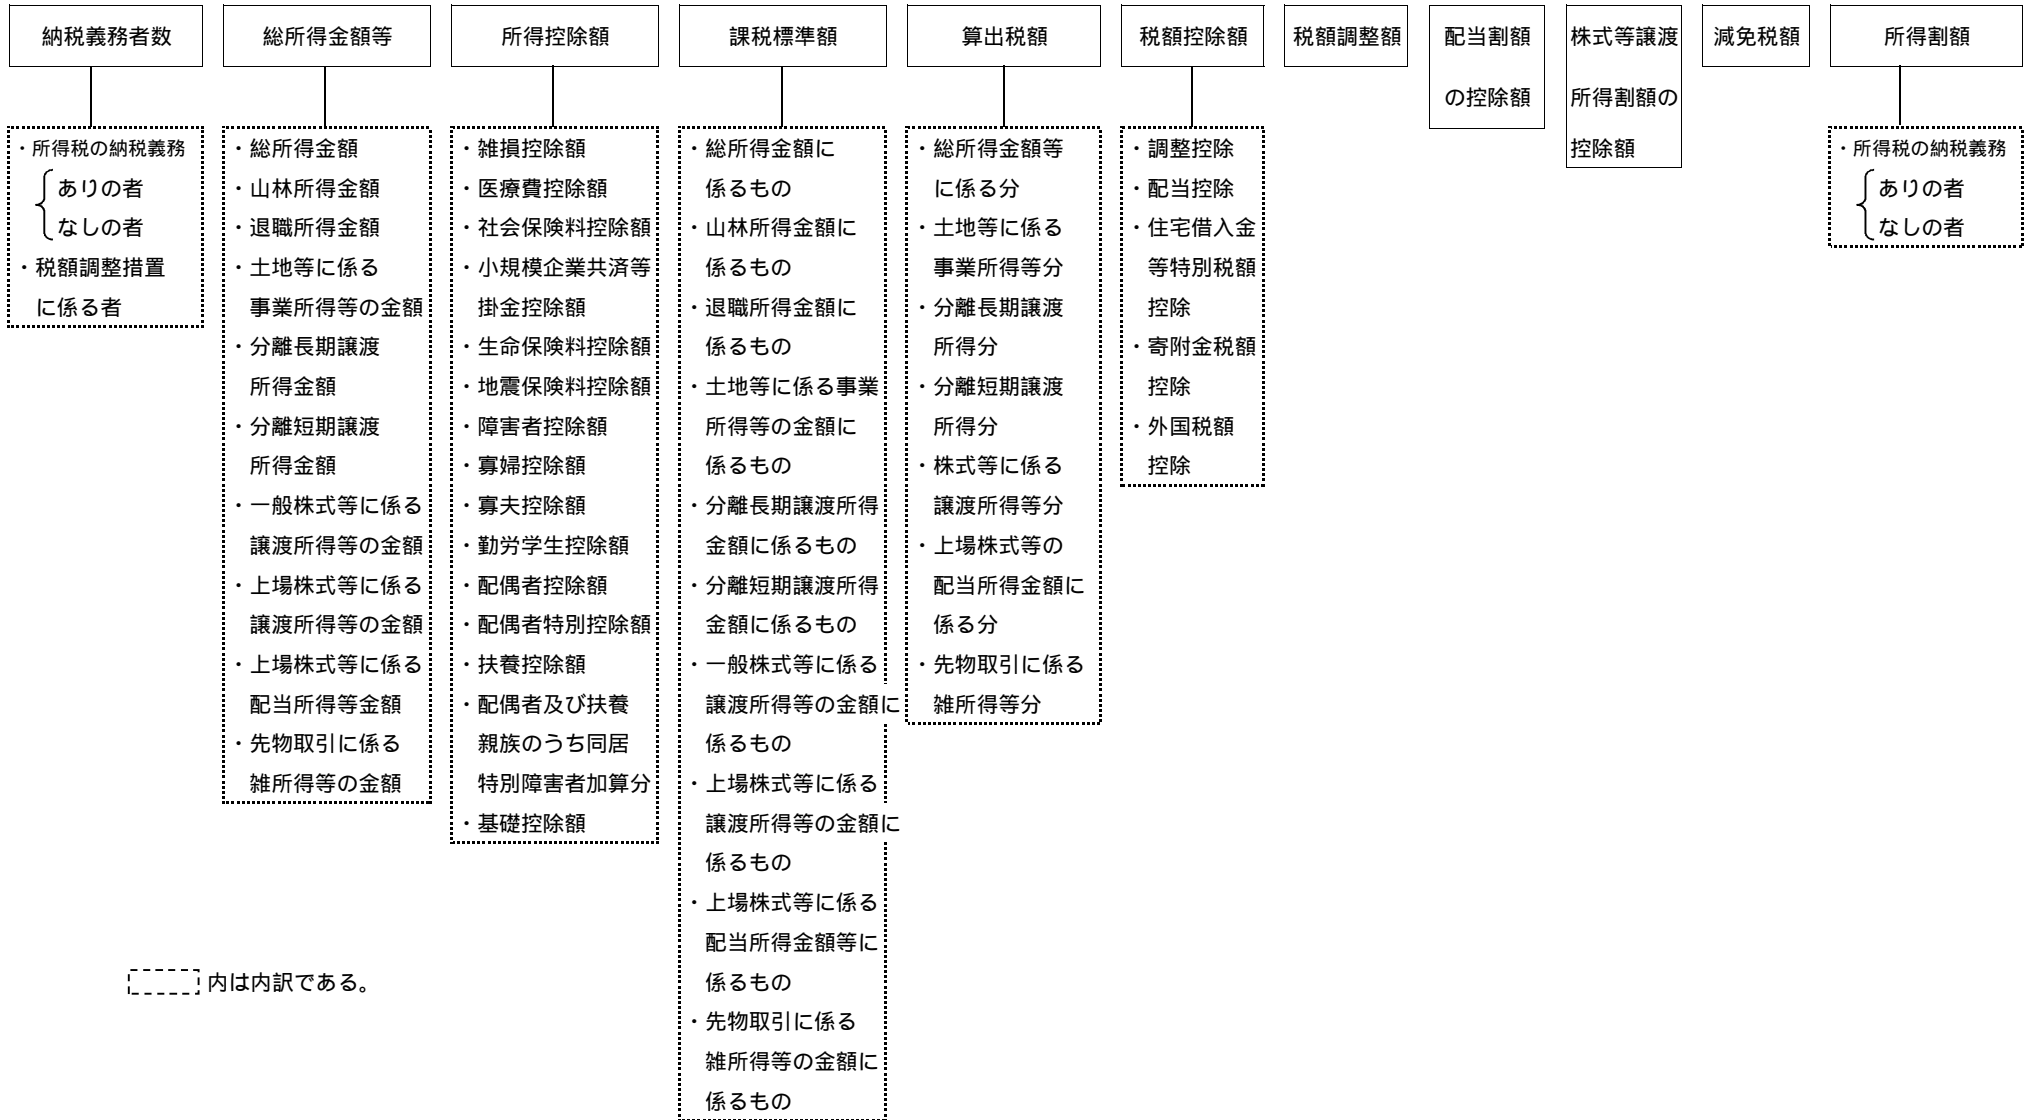 納税義務者数
・所得税の納税義務
ありの者
なしの者
・税額調整措置
に係る者
総所得金額等
・総所得金額
・山林所得金額
・退職所得金額
・土地等に係る
事業所得等の金額
・分離長期譲渡
所得金額
・分離短期譲渡
所得金額
・一般株式等に係る
譲渡所得等の金額
・上場株式等に係る
譲渡所得等の金額
・上場株式等に係る
配当所得等金額
・先物取引に係る
雑所得等の金額
所得控除額
・雑損控除額
・医療費控除額
・社会保険料控除額
・小規模企業共済等
掛金控除額
・生命保険料控除額
・地震保険料控除額
・障害者控除額
・寡婦控除額
・寡夫控除額
・勤労学生控除額
・配偶者控除額
・配偶者特別控除額
・扶養控除額
・配偶者及び扶養
親族のうち同居
特別障害者加算分
・基礎控除額
課税標準額
・総所得金額に
係るもの
・山林所得金額に
係るもの
・退職所得金額に
係るもの
・土地等に係る事業
所得等の金額に
係るもの
・分離長期譲渡所得
金額に係るもの
・分離短期譲渡所得
金額に係るもの
・一般株式等に係る
譲渡所得等の金額に
係るもの
・上場株式等に係る
譲渡所得等の金額に
係るもの
・上場株式等に係る
配当所得金額等に
係るもの
・先物取引に係る
雑所得等の金額に
係るもの
算出税額
・総所得金額等
に係る分
・土地等に係る
事業所得等分
・分離長期譲渡
所得分
・分離短期譲渡
所得分
・株式等に係る
譲渡所得等分
・上場株式等の
配当所得金額に
係る分
・先物取引に係る
雑所得等分
税額控除額
・調整控除
・配当控除
・住宅借入金
等特別税額
控除
・寄附金税額
控除
・外国税額
控除
税額調整額
配当割額
の控除額
株式等譲渡
所得割額の
控除額
減免税額
所得割額
・所得税の納税義務
ありの者
なしの者
内は内訳である。